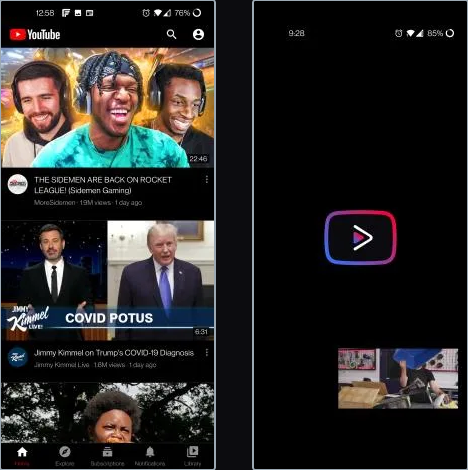 12:58
76%
YouTube
22:46
THE SIDEMEN ARE BACK ON ROCKET
LEAGUE! (Sidemen Gaming)
MoreSidemen · 1.9M views · 1 day ago
JIMMY
Kimmel
LIVE!
COVID POTUS
6:31
Jimmy Kimmel on Trump's COVID-19 Diagnosis
Jimmy Kimmel Live · 1.8M views · 1 day ago
Home
Explore
Subscriptions
Notifications
Library
9:28
85%